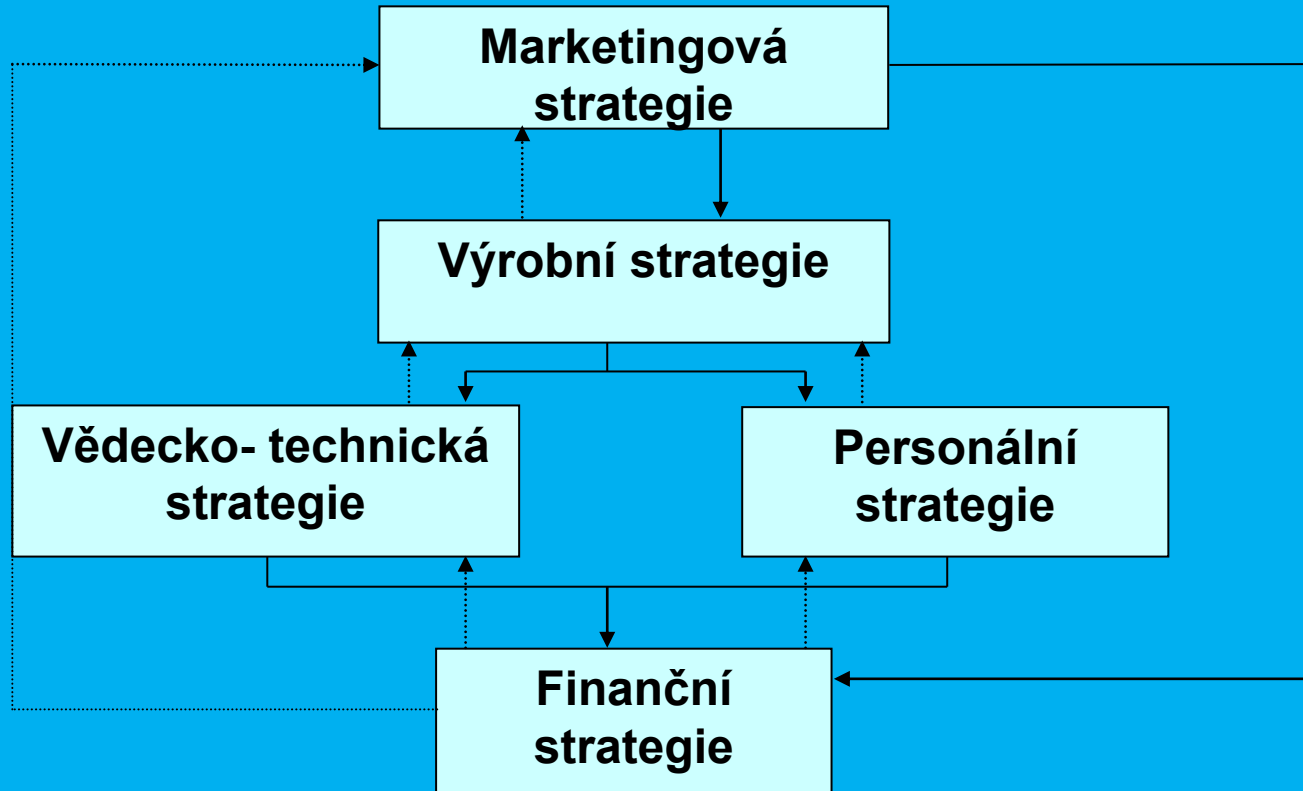 Marketingová
strategie
Výrobní strategie
Vědecko- technická
strategie
Personální
strategie
Finanční
strategie